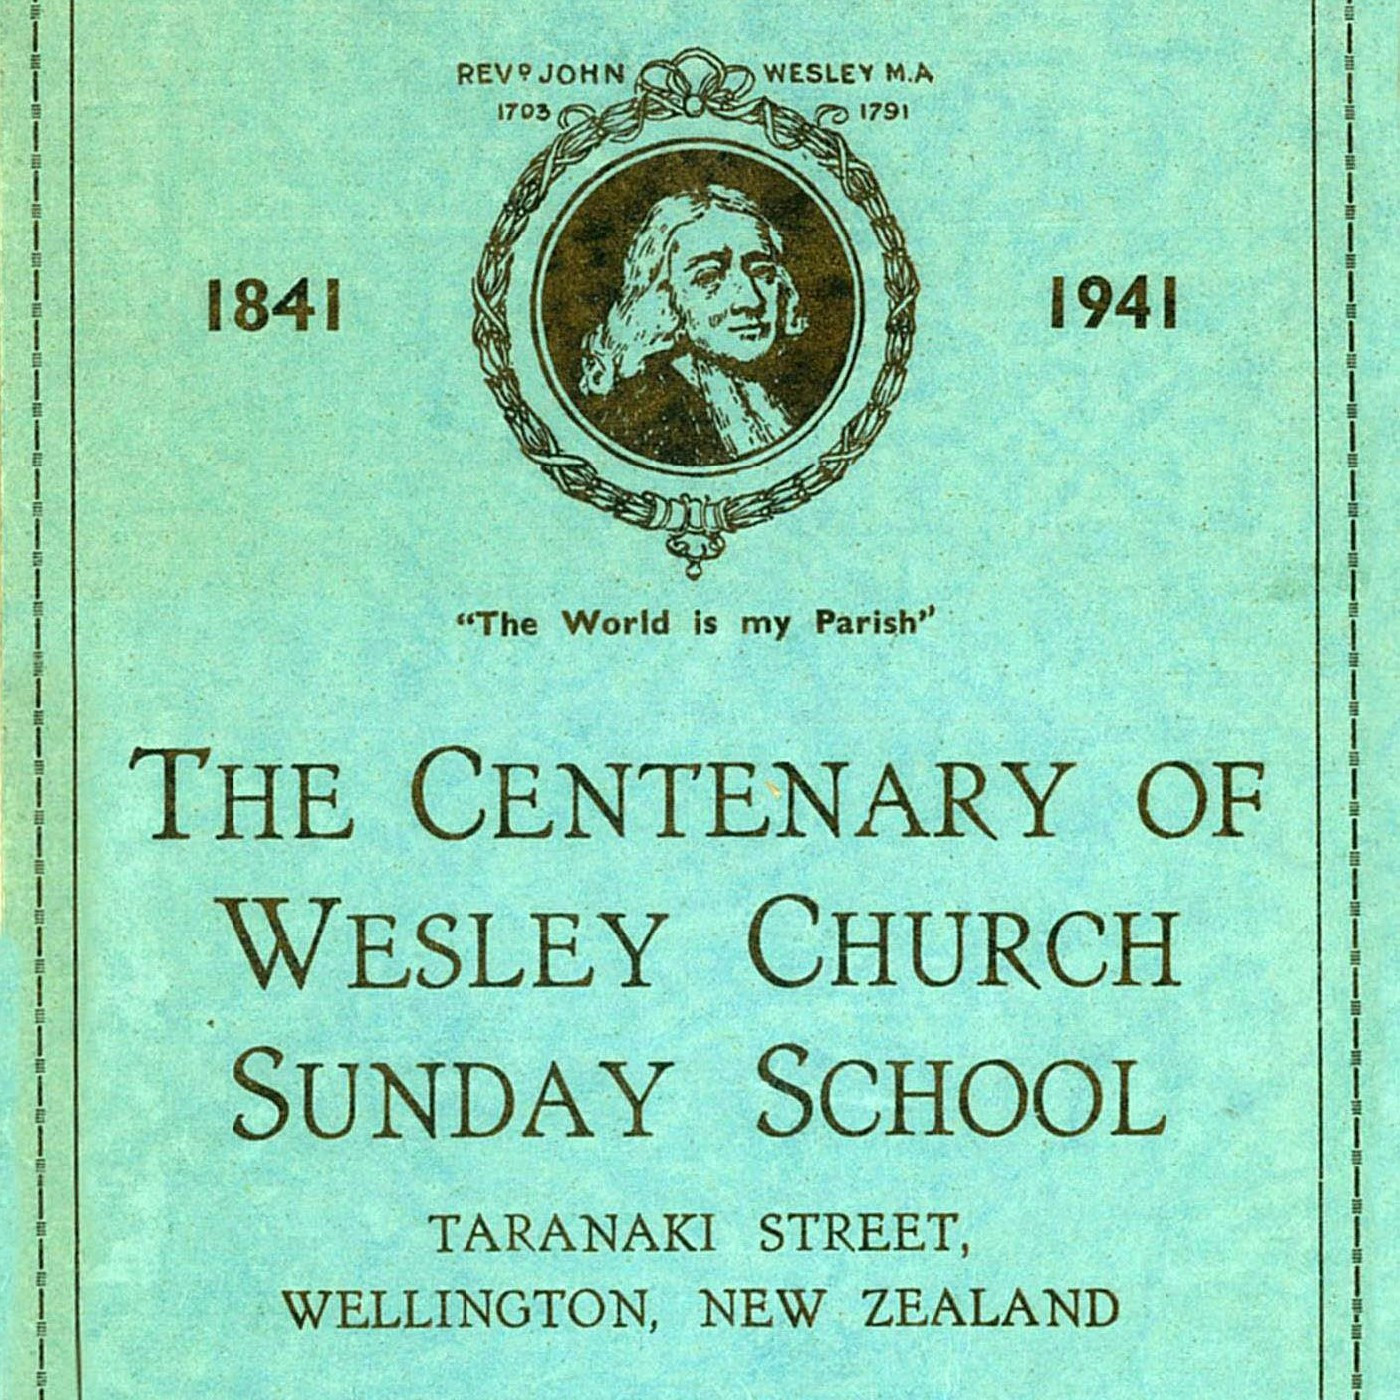 REVD JOHN WESLEY M.A
1703 1791
1841 1941
“The World is my Parish”
THE CENTENARY OF
WESLEY CHURCH
SUNDAY SCHOOL
TARANAKI STREET,
WELLINGTON, NEW ZEALAND